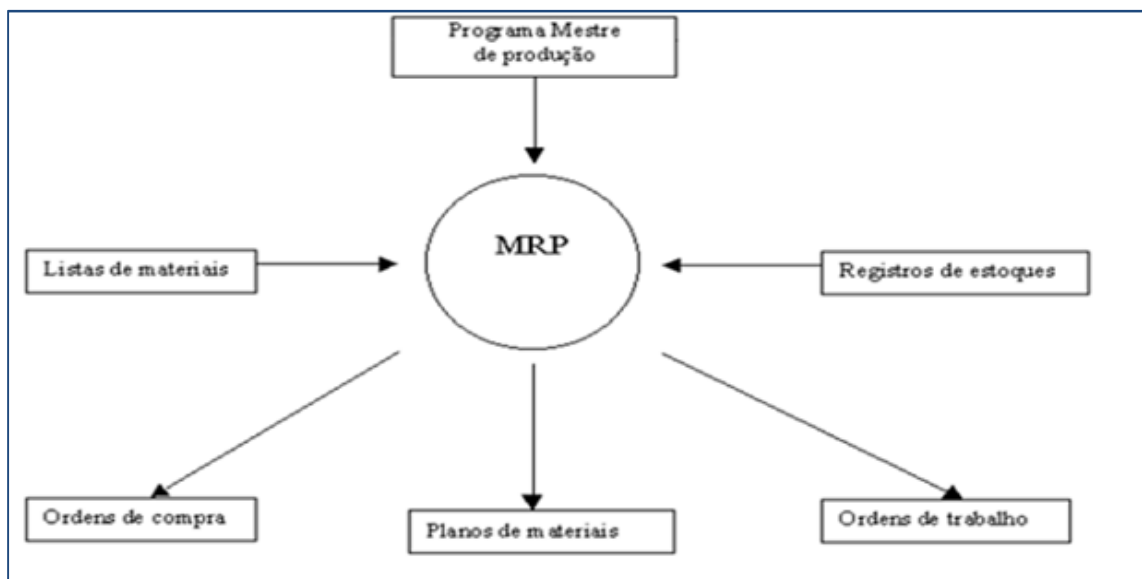 Programa Mestre
de produção
MRP
Listas de materiais
Registros de estoques
Ordens de compra
Planos de materiais
Ordens de trabalho